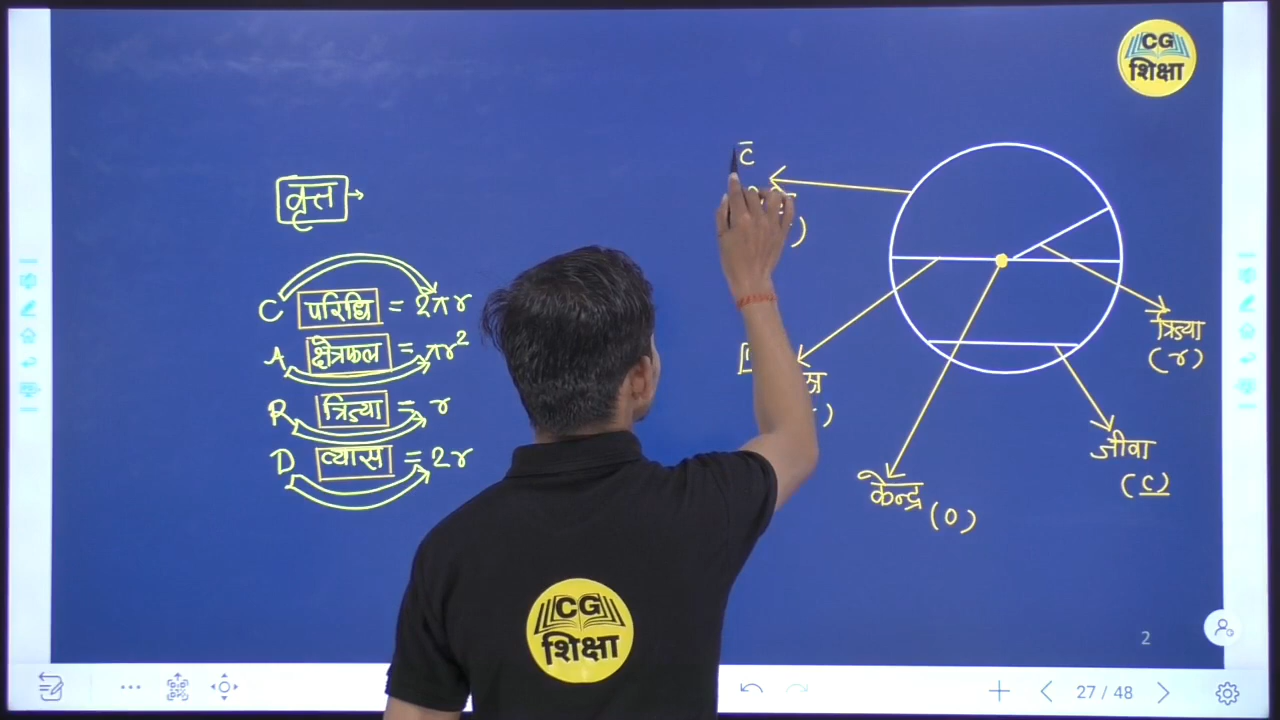 CG
शिक्षा
वृत्त
C परिधि = 2πr
A क्षेत्रफल = πr²
R त्रिज्या = r
D व्यास = 2r
C
त्रिज्या
(r)
जीवा
(C)
केन्द्र (O)
CG
शिक्षा
2
27 / 48